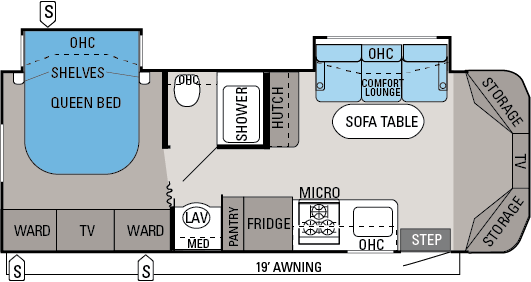 S
OHC
SHELVES
QUEEN BED
OHC
SHOWER
HUTCH
OHC
COMFORT
LOUNGE
SOFA TABLE
STORAGE
TV
STORAGE
MICRO
LAV
MED
PANTRY
FRIDGE
OHC
STEP
WARD
TV
WARD
S
S
19' AWNING